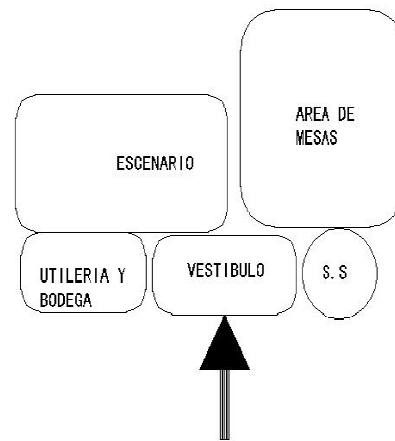 AREA DE
MESAS
ESCENARIO
UTILERIA Y
BODEGA
VESTIBULO
S.S